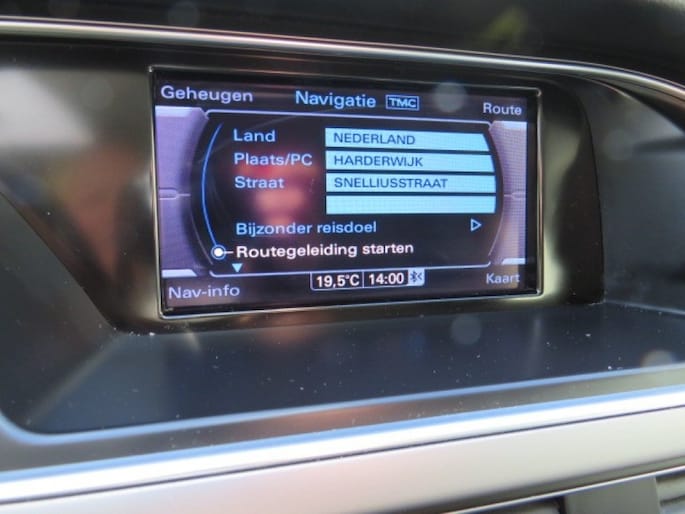 Geheugen Navigatie TMC Route
Land NEDERLAND
Plaats/PC HARDERWIJK
Straat SNELLIUSSTRAAT
Bijzonder reisdoel
Routegeleiding starten
Nav-info 19,5°C 14:00 Kaart